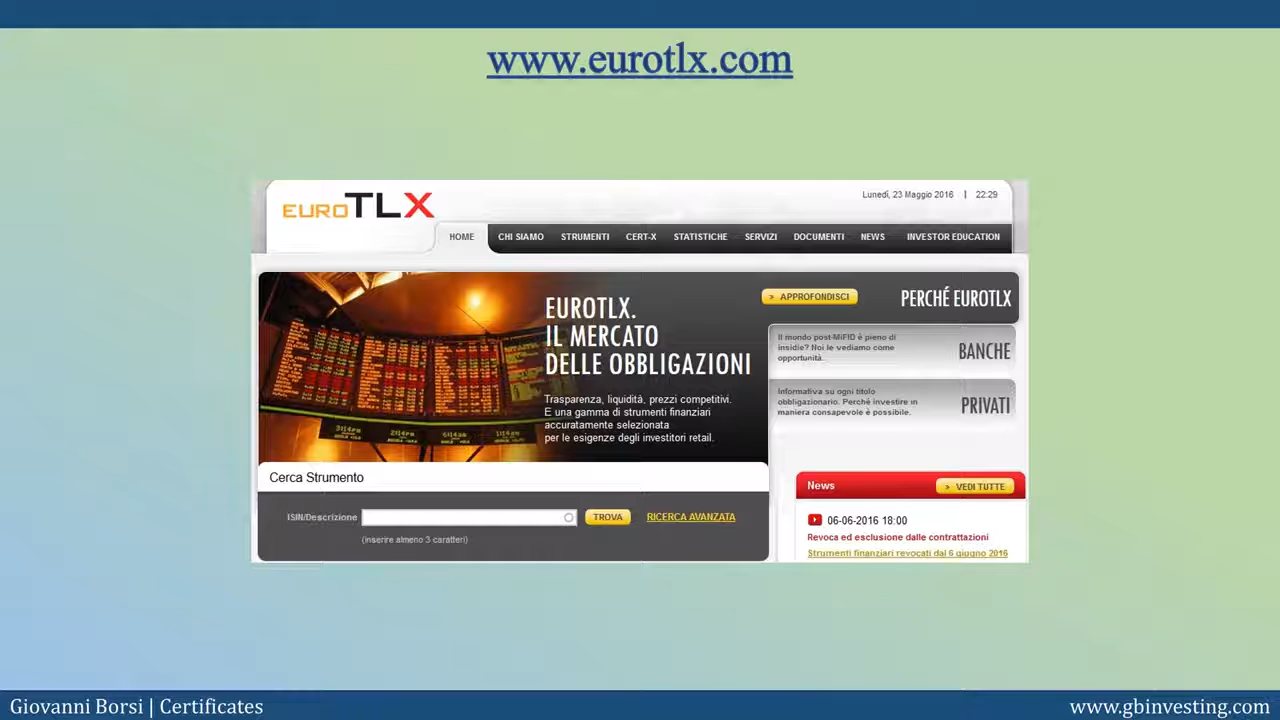 www.eurotlx.com
EUROTLX
Lunedì, 23 Maggio 2016 | 22:29
HOME CHI SIAMO STRUMENTI CERT-X STATISTICHE SERVIZI DOCUMENTI NEWS INVESTOR EDUCATION
EUROTLX.
IL MERCATO
DELLE OBBLIGAZIONI
Trasparenza, liquidità, prezzi competitivi.
E una gamma di strumenti finanziari
accuratamente selezionata
per le esigenze degli investitori retail.
> APPROFONDISCI
PERCHÉ EUROTLX
Il mondo post-MiFID è pieno di
insidie? Noi le vediamo come
opportunità.
BANCHE
Informativa su ogni titolo
obbligazionario. Perché investire in
maniera consapevole è possibile.
PRIVATI
Cerca Strumento
ISIN/Descrizione
TROVA
RICERCA AVANZATA
(inserire almeno 3 caratteri)
News
> VEDI TUTTE
06-06-2016 18:00
Revoca ed esclusione dalle contrattazioni
Strumenti finanziari revocati dal 6 giugno 2016
Giovanni Borsi | Certificates
www.gbinvesting.com